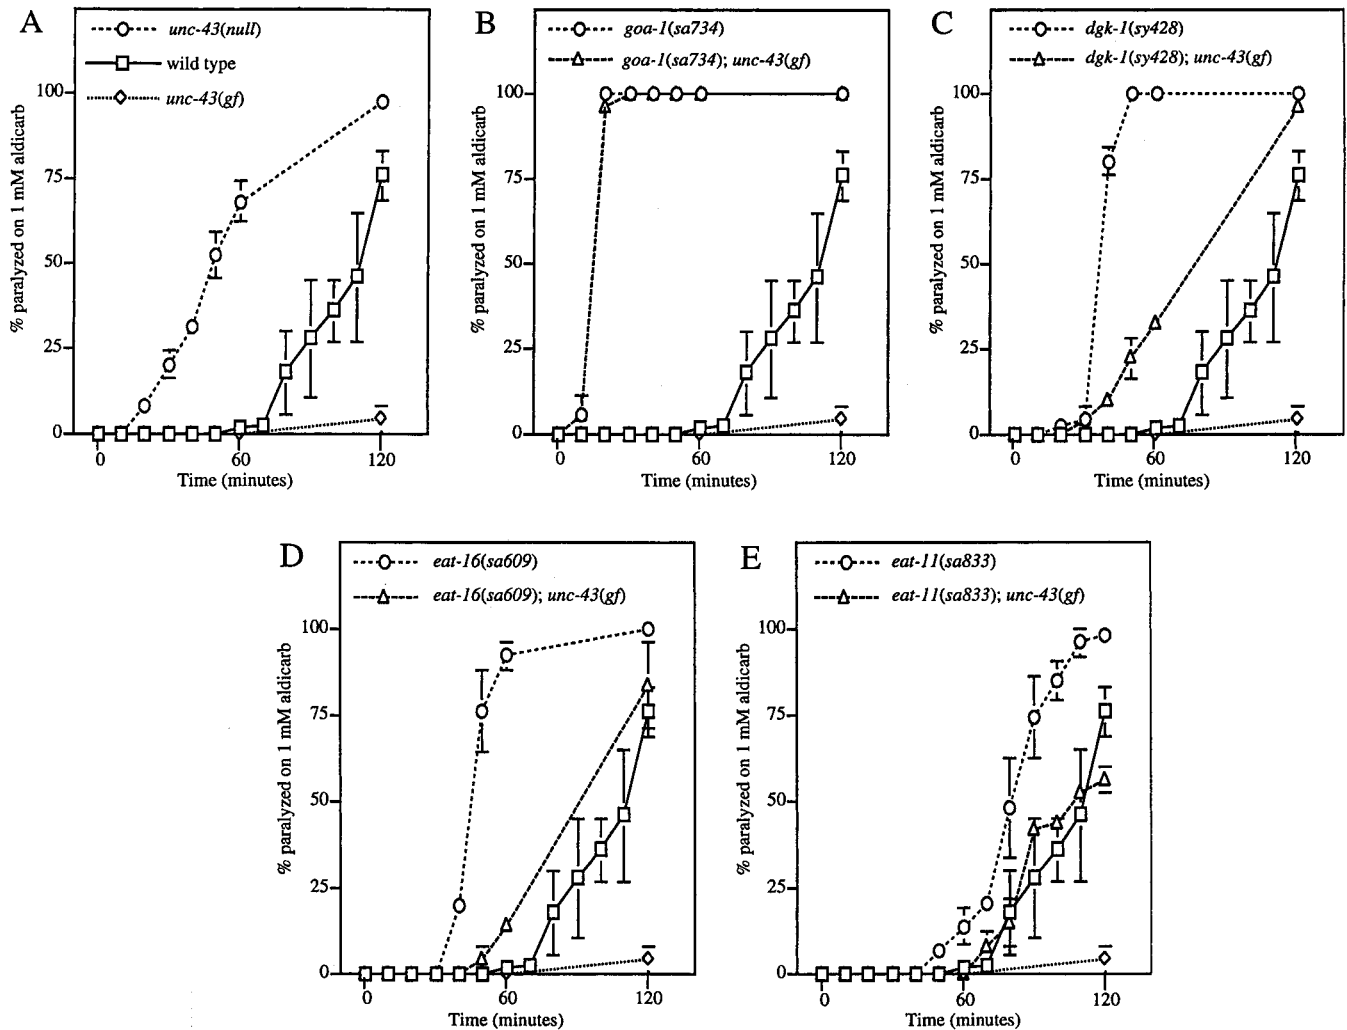 A
unc-43(null)
wild type
unc-43(gf)
% paralyzed on 1 mM aldicarb
100
75
50
25
0
0 60 120
Time (minutes)
B
goa-1(sa734)
goa-1(sa734); unc-43(gf)
% paralyzed on 1 mM aldicarb
100
75
50
25
0
0 60 120
Time (minutes)
C
dgk-1(sy428)
dgk-1(sy428); unc-43(gf)
% paralyzed on 1 mM aldicarb
100
75
50
25
0
0 60 120
Time (minutes)
D
eat-16(sa609)
eat-16(sa609); unc-43(gf)
% paralyzed on 1 mM aldicarb
100
75
50
25
0
0 60 120
Time (minutes)
E
eat-11(sa833)
eat-11(sa833); unc-43(gf)
% paralyzed on 1 mM aldicarb
100
75
50
25
0
0 60 120
Time (minutes)